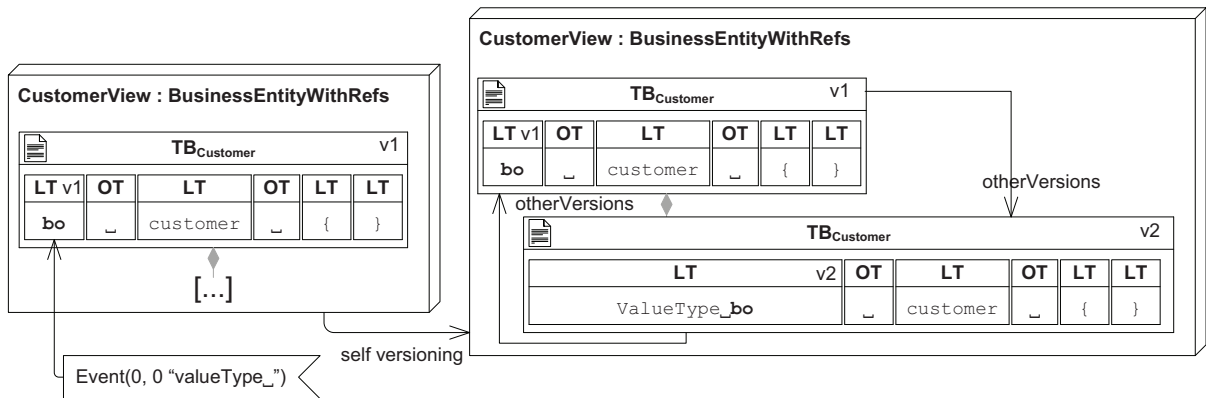 CustomerView : BusinessEntityWithRefs
TBCustomer v1
LT v1 OT LT OT LT LT
bo ␣ customer ␣ { }
[...]
Event(0, 0 “valueType␣”)
self versioning
CustomerView : BusinessEntityWithRefs
TBCustomer v1
LT v1 OT LT OT LT LT
bo ␣ customer ␣ { }
otherVersions
otherVersions
TBCustomer v2
LT v2 OT LT OT LT LT
ValueType␣bo ␣ customer ␣ { }